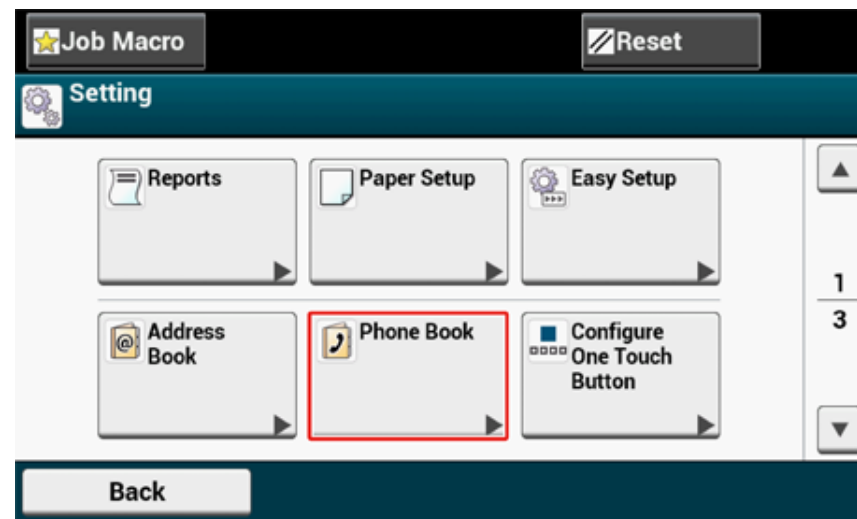 Job Macro
Reset
Setting
Reports
Paper Setup
Easy Setup
1
3
Address
Book
Phone Book
Configure
One Touch
Button
Back